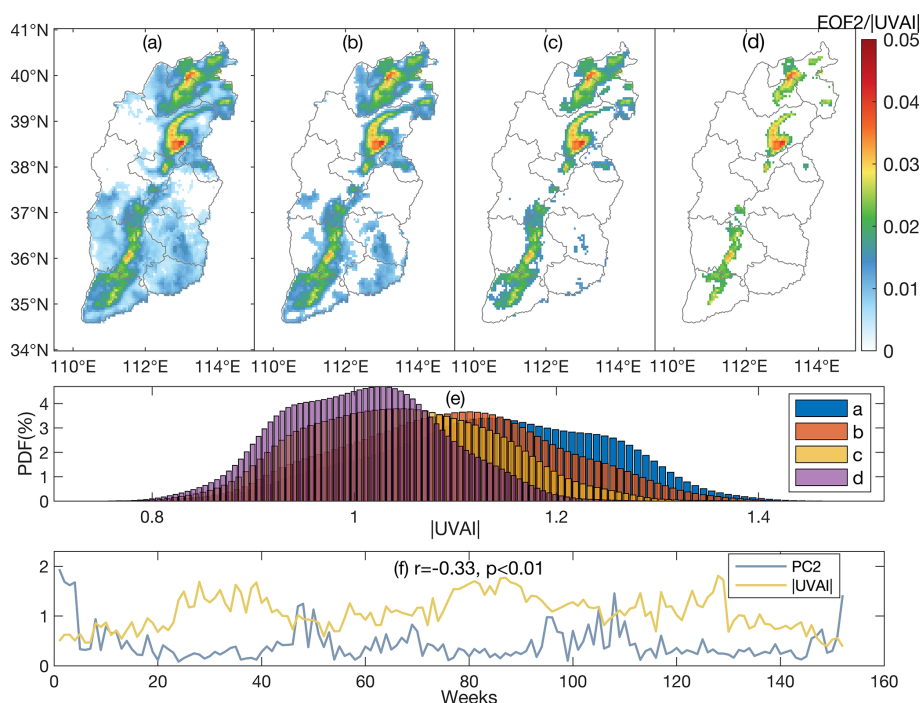 EOF2/|UVAI|
41°N
40°N
39°N
38°N
37°N
36°N
35°N
34°N
(a)
(b)
(c)
(d)
0.05
0.04
0.03
0.02
0.01
0
110°E 112°E 114°E 110°E 112°E 114°E 110°E 112°E 114°E 110°E 112°E 114°E
(e)
PDF(%)
4
3
2
1
0
a
b
c
d
0.8 1 1.2 1.4
|UVAI|
(f) r=-0.33, p<0.01
PC2
|UVAI|
2
1
0
0 20 40 60 80 100 120 140 160
Weeks